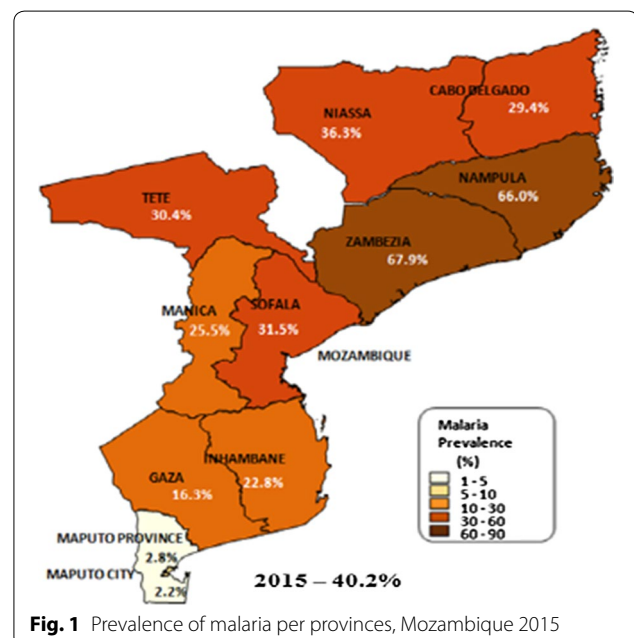 CABO DELGADO
29.4%
NIASSA
36.3%
NAMPULA
66.0%
TETE
30.4%
ZAMBEZIA
67.9%
MANICA
25.5%
SOFALA
31.5%
MOZAMBIQUE
GAZA
16.3%
INHAMBANE
22.8%
MAPUTO PROVINCE
2.8%
MAPUTO CITY
2.2%
Malaria
Prevalence
(%)
1 - 5
5 - 10
10 - 30
30 - 60
60 - 90
2015 – 40.2%
Fig. 1 Prevalence of malaria per provinces, Mozambique 2015